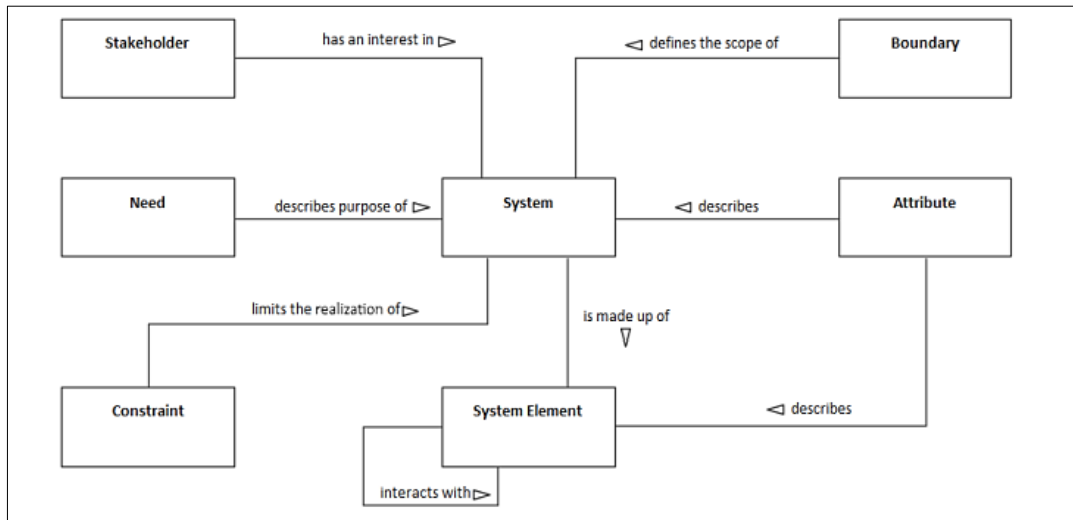 Stakeholder
has an interest in
defines the scope of
Boundary
Need
describes purpose of
System
describes
Attribute
limits the realization of
is made up of
Constraint
System Element
describes
interacts with